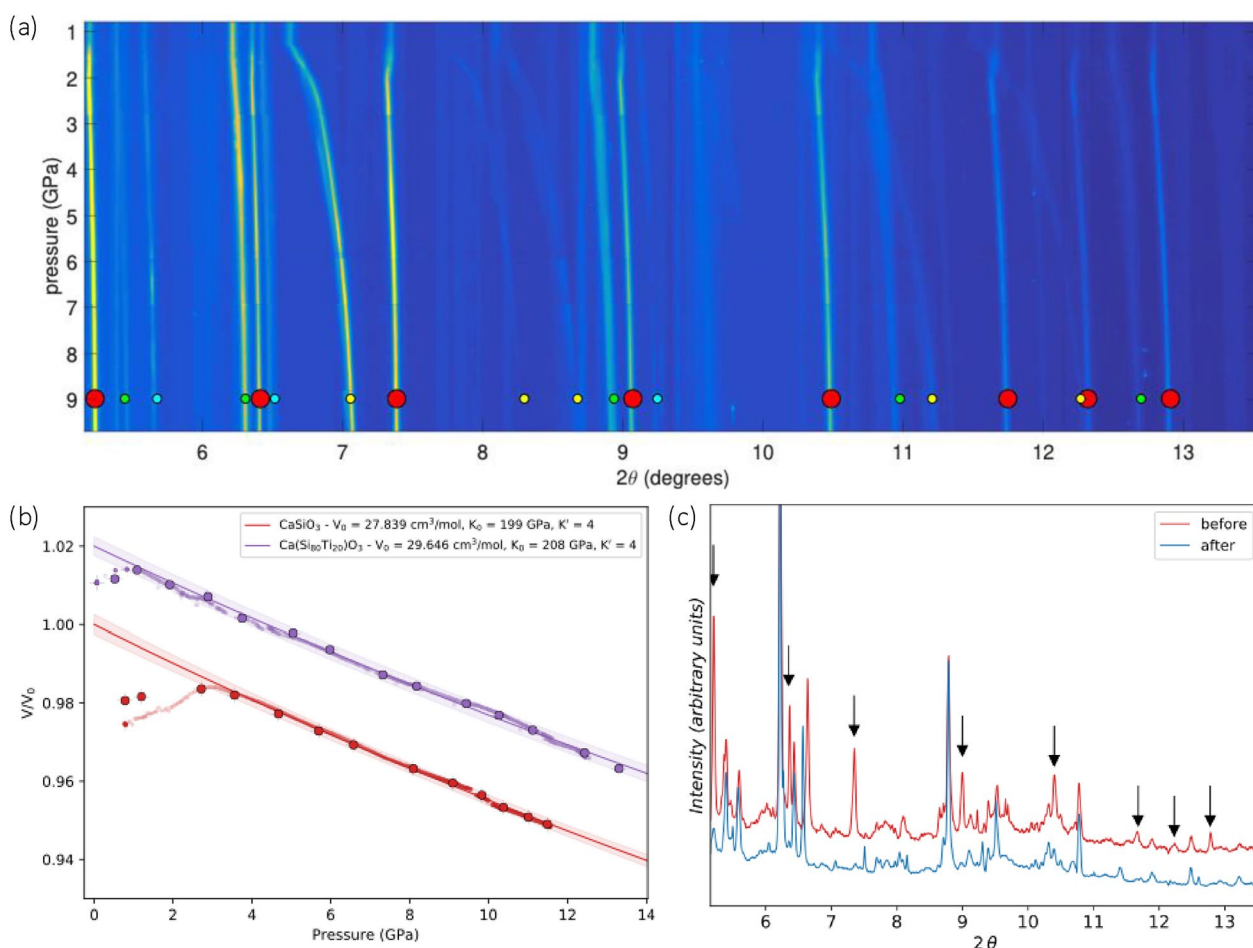 (a)
1
2
3
4
5
6
7
8
9
pressure (GPa)
6 7 8 9 10 11 12 13
2θ (degrees)
(b)
CaSiO₃ - V₀ = 27.839 cm³/mol, K₀ = 199 GPa, K' = 4
Ca(Si₈₀Ti₂₀)O₃ - V₀ = 29.646 cm³/mol, K₀ = 208 GPa, K' = 4
1.02
1.00
0.98
0.96
0.94
V/V₀
0 2 4 6 8 10 12 14
Pressure (GPa)
(c)
before
after
Intensity (arbitrary units)
6 7 8 9 10 11 12 13
2θ